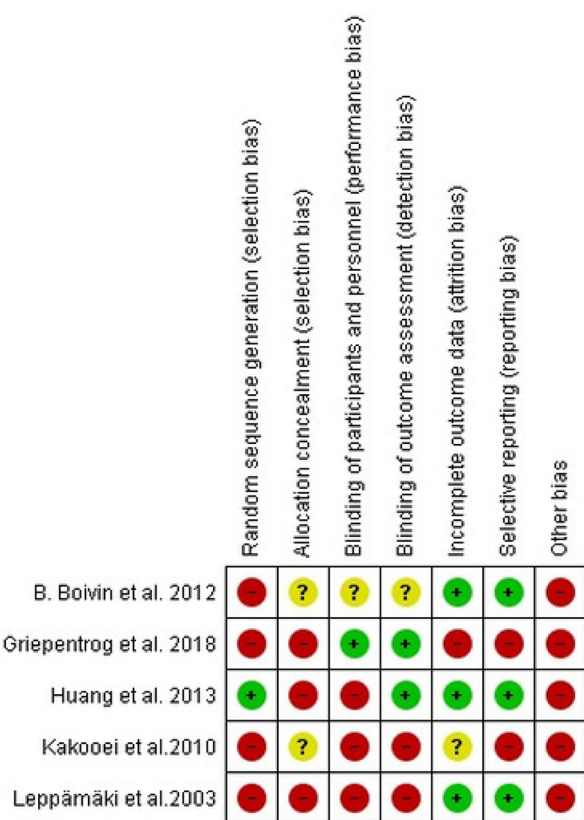 Random sequence generation (selection bias)
Allocation concealment (selection bias)
Blinding of participants and personnel (performance bias)
Blinding of outcome assessment (detection bias)
Incomplete outcome data (attrition bias)
Selective reporting (reporting bias)
Other bias
B. Boivin et al. 2012 - ? ? ? + + -
Griepentrog et al. 2018 - - + + - - -
Huang et al. 2013 + - - + + + -
Kakooei et al.2010 - ? - - ? - -
Leppämäki et al.2003 - - - - + + -